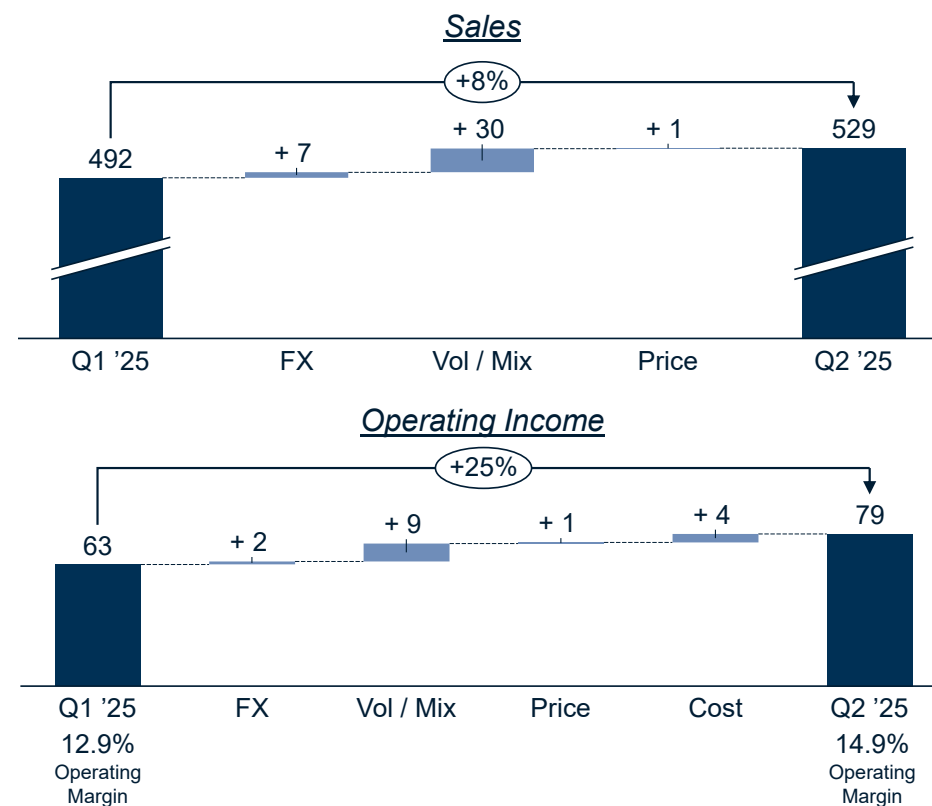 Sales
+8%
492
+ 7
+ 30
+ 1
529
Q1 ’25
FX
Vol / Mix
Price
Q2 ’25
Operating Income
+25%
63
+ 2
+ 9
+ 1
+ 4
79
Q1 ’25
FX
Vol / Mix
Price
Cost
Q2 ’25
12.9%
Operating
Margin
14.9%
Operating
Margin